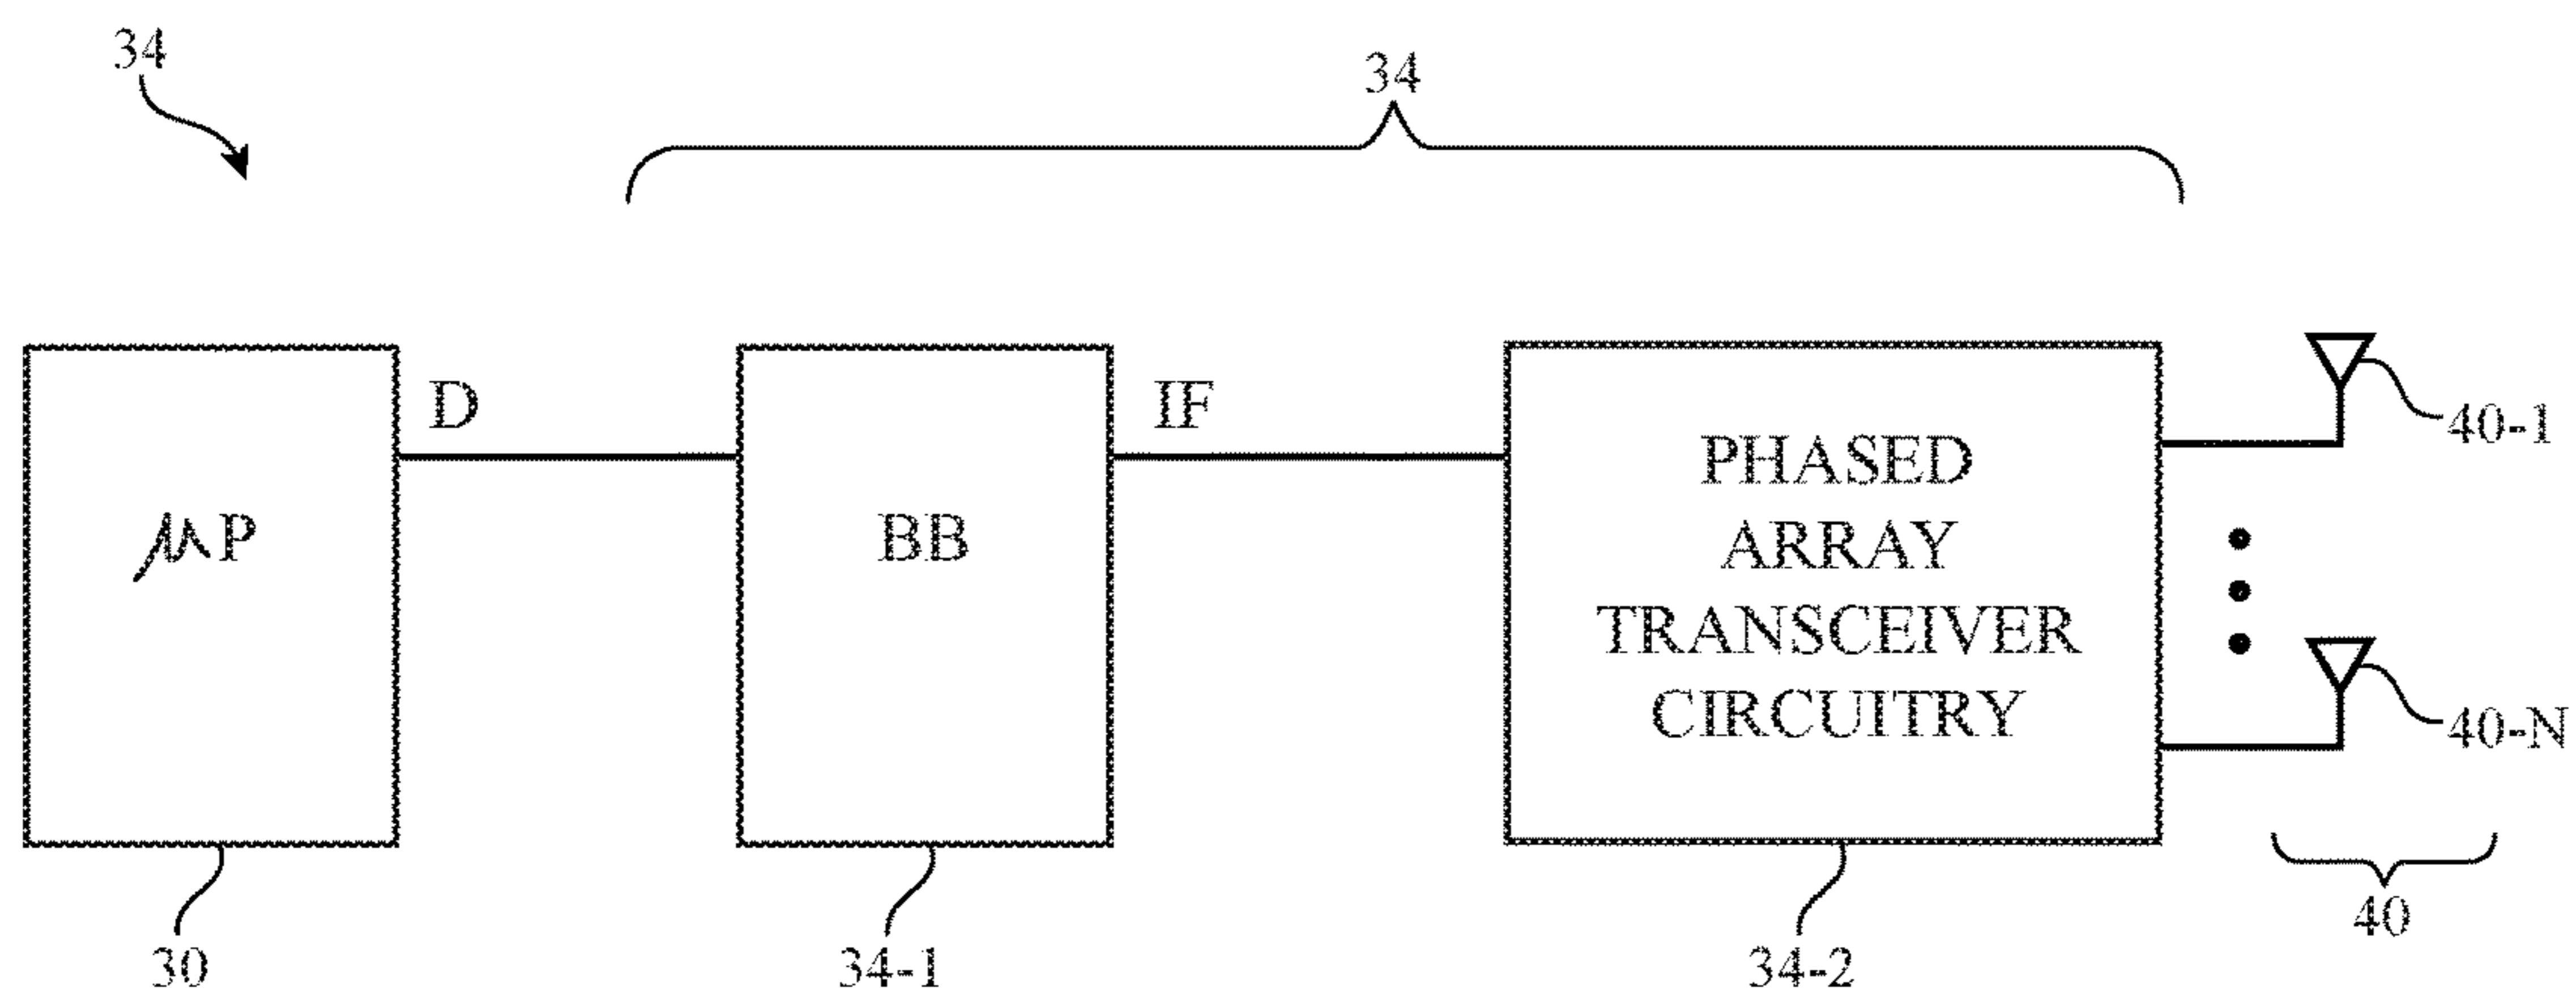 34
34
D
IF
40-1
μP
BB
PHASED
ARRAY
TRANSCEIVER
CIRCUITRY
40-N
40
30
34-1
34-2